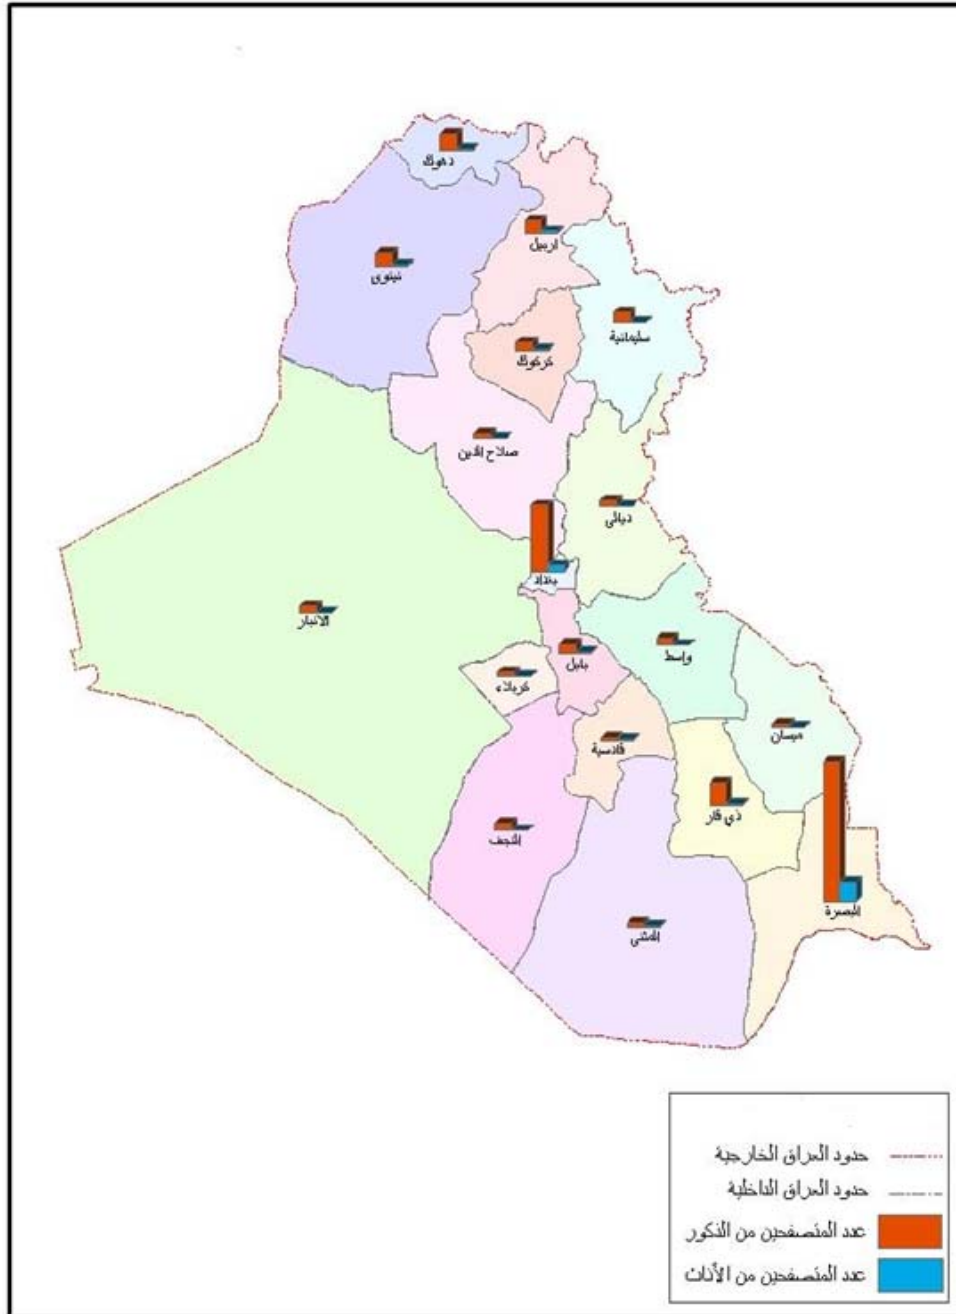 دهوك
اربيل
نينوى
سليمانية
كركوك
صلاح الدين
ديالى
بغداد
الانبار
بابل
واسط
كربلاء
ميسان
قادسية
ذي قار
النجف
البصرة
المثنى
حدود العراق الخارجية
حدود العراق الداخلية
عدد المتصفحين من الذكور
عدد المتصفحين من الأناث